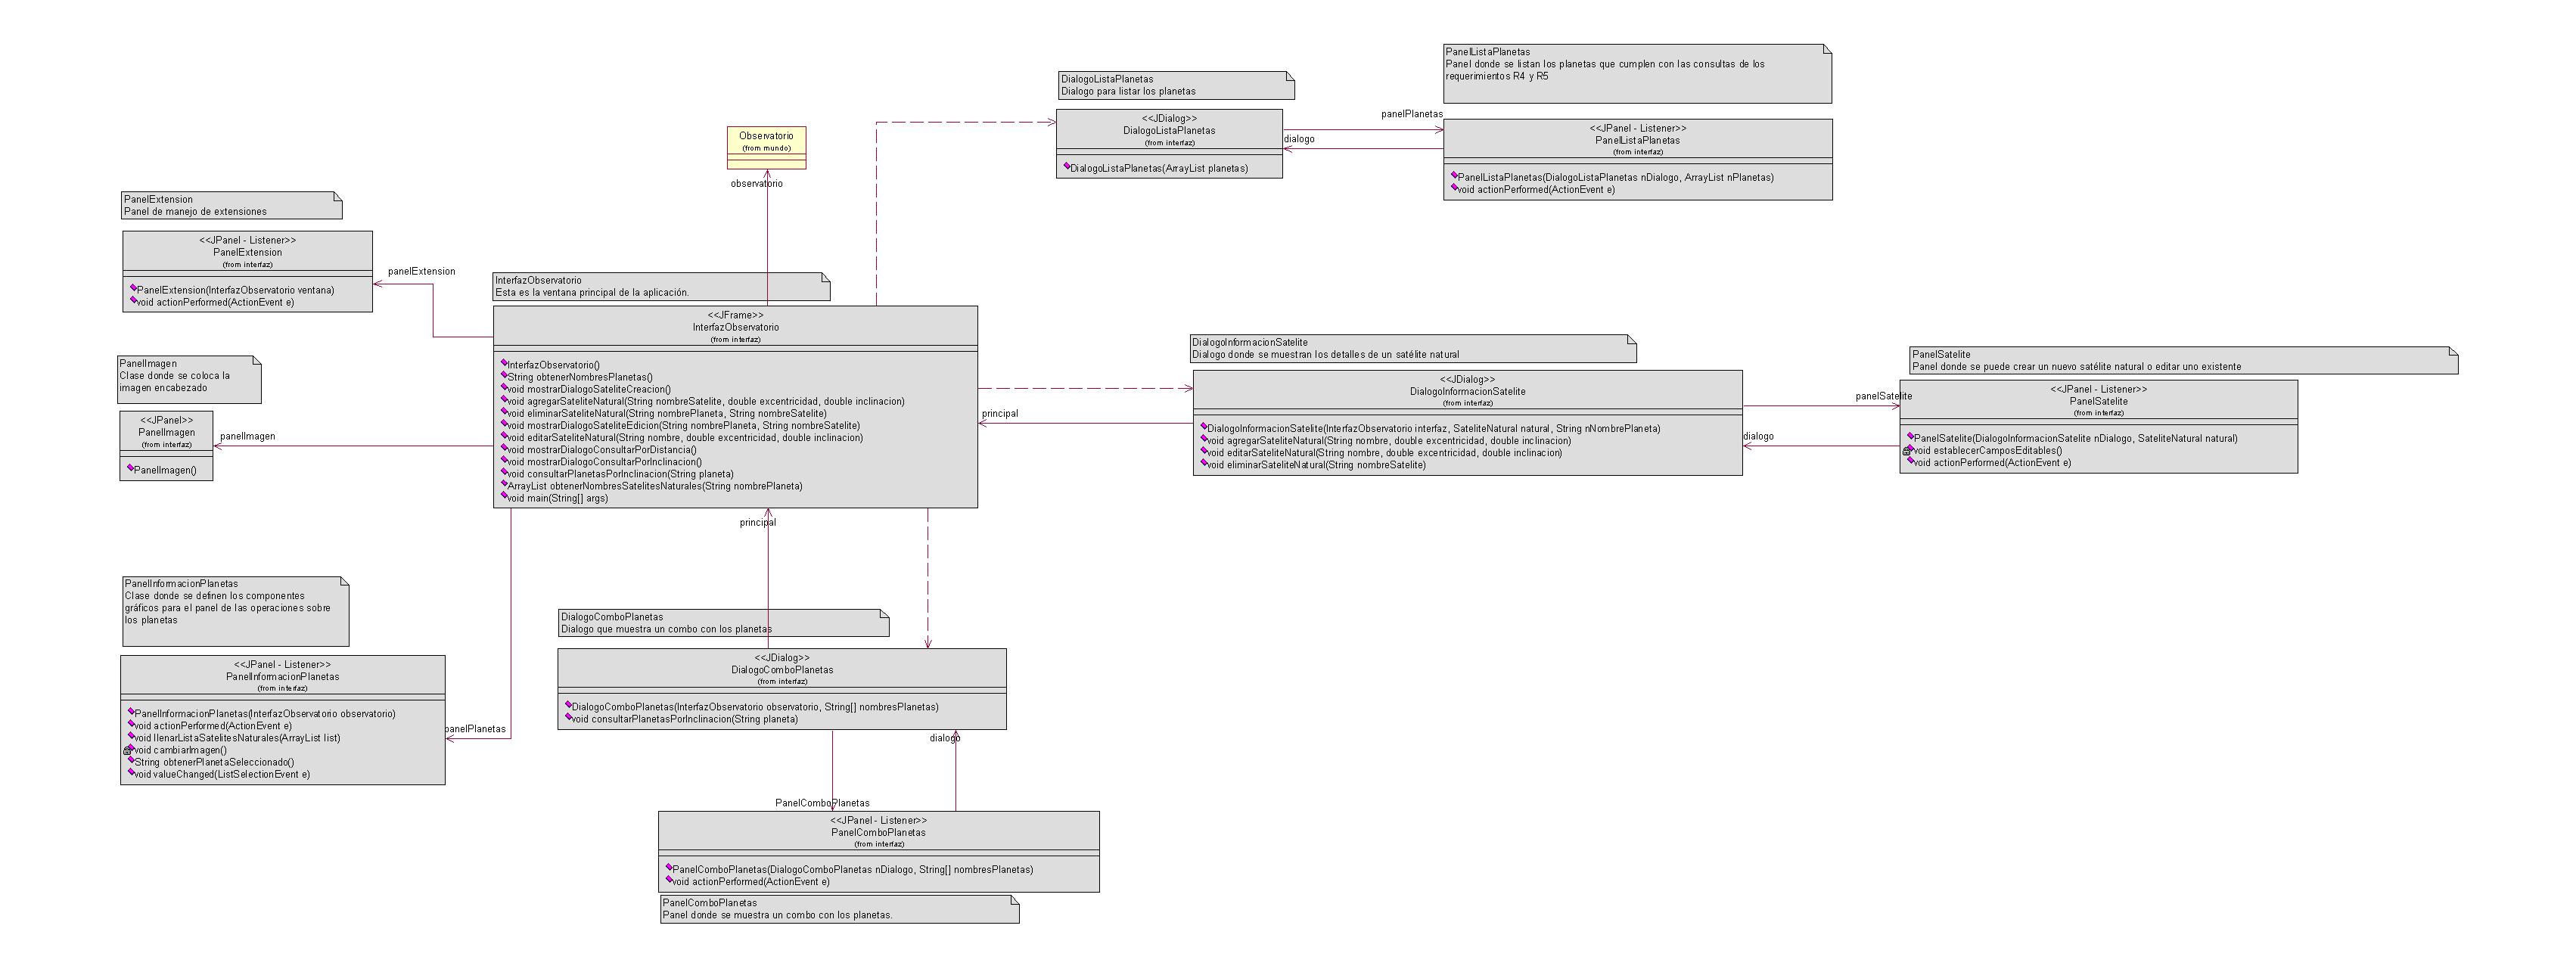 PanelListaPlanetas
Panel donde se listan los planetas que cumplen con las consultas de los
requerimientos R4 y R5
DialogoListaPlanetas
Dialogo para listar los planetas
<<JDialog>>
DialogoListaPlanetas
(from interfaz)
DialogoListaPlanetas(ArrayList planetas)
panelPlanetas
dialogo
<<JPanel - Listener>>
PanelListaPlanetas
(from interfaz)
PanelListaPlanetas(DialogoListaPlanetas nDialogo, ArrayList nPlanetas)
void actionPerformed(ActionEvent e)
Observatorio
(from mundo)
observatorio
PanelExtension
Panel de manejo de extensiones
<<JPanel - Listener>>
PanelExtension
(from interfaz)
PanelExtension(InterfazObservatorio ventana)
void actionPerformed(ActionEvent e)
panelExtension
InterfazObservatorio
Esta es la ventana principal de la aplicación.
<<JFrame>>
InterfazObservatorio
(from interfaz)
InterfazObservatorio()
String obtenerNombresPlanetas()
void mostrarDialogoSateliteCreacion()
void agregarSateliteNatural(String nombreSatelite, double excentricidad, double inclinacion)
void eliminarSateliteNatural(String nombrePlaneta, String nombreSatelite)
void mostrarDialogoSateliteEdicion(String nombrePlaneta, String nombreSatelite)
void editarSateliteNatural(String nombre, double excentricidad, double inclinacion)
void mostrarDialogoConsultarPorDistancia()
void mostrarDialogoConsultarPorInclinacion()
void consultarPlanetasPorInclinacion(String planeta)
ArrayList obtenerNombresSatelitesNaturales(String nombrePlaneta)
void main(String[] args)
PanelImagen
Clase donde se coloca la
imagen encabezado
<<JPanel>>
PanelImagen
(from interfaz)
PanelImagen()
panelImagen
DialogoInformacionSatelite
Dialogo donde se muestran los detalles de un satélite natural
<<JDialog>>
DialogoInformacionSatelite
(from interfaz)
DialogoInformacionSatelite(InterfazObservatorio interfaz, SateliteNatural natural, String nNombrePlaneta)
void agregarSateliteNatural(String nombre, double excentricidad, double inclinacion)
void editarSateliteNatural(String nombre, double excentricidad, double inclinacion)
void eliminarSateliteNatural(String nombreSatelite)
principal
PanelSatelite
Panel donde se puede crear un nuevo satélite natural o editar uno existente
panelSatelite
dialogo
<<JPanel - Listener>>
PanelSatelite
(from interfaz)
PanelSatelite(DialogoInformacionSatelite nDialogo, SateliteNatural natural)
void establecerCamposEditables()
void actionPerformed(ActionEvent e)
principal
PanelInformacionPlanetas
Clase donde se definen los componentes
gráficos para el panel de las operaciones sobre
los planetas
<<JPanel - Listener>>
PanelInformacionPlanetas
(from interfaz)
PanelInformacionPlanetas(InterfazObservatorio observatorio)
void actionPerformed(ActionEvent e)
void llenarListaSatelitesNaturales(ArrayList list)
void cambiarImagen()
String obtenerPlanetaSeleccionado()
void valueChanged(ListSelectionEvent e)
panelPlanetas
DialogoComboPlanetas
Dialogo que muestra un combo con los planetas
<<JDialog>>
DialogoComboPlanetas
(from interfaz)
DialogoComboPlanetas(InterfazObservatorio observatorio, String[] nombresPlanetas)
void consultarPlanetasPorInclinacion(String planeta)
dialogo
PanelComboPlanetas
<<JPanel - Listener>>
PanelComboPlanetas
(from interfaz)
PanelComboPlanetas(DialogoComboPlanetas nDialogo, String[] nombresPlanetas)
void actionPerformed(ActionEvent e)
PanelComboPlanetas
Panel donde se muestra un combo con los planetas.